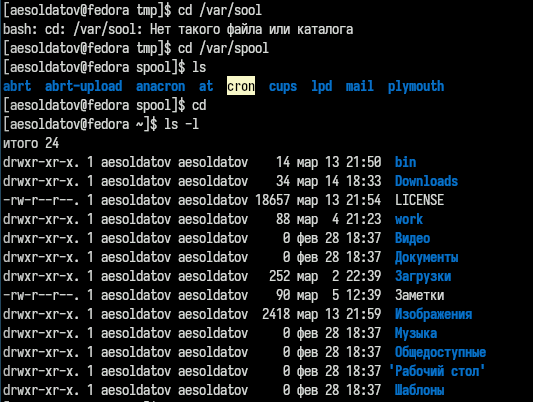 [aesoldatov@fedora tmp]$ cd /var/sool
bash: cd: /var/sool: Нет такого файла или каталога
[aesoldatov@fedora tmp]$ cd /var/spool
[aesoldatov@fedora spool]$ ls
abrt  abrt-upload  anacron  at  cron  cups  lpd  mail  plymouth
[aesoldatov@fedora spool]$ cd
[aesoldatov@fedora ~]$ ls -l
итого 24
drwxr-xr-x. 1 aesoldatov aesoldatov    14 мар 13 21:50  bin
drwxr-xr-x. 1 aesoldatov aesoldatov    34 мар 14 18:33  Downloads
-rw-r--r--. 1 aesoldatov aesoldatov 18657 мар 13 21:54  LICENSE
drwxr-xr-x. 1 aesoldatov aesoldatov    88 мар  4 21:23  work
drwxr-xr-x. 1 aesoldatov aesoldatov     0 фев 28 18:37  Видео
drwxr-xr-x. 1 aesoldatov aesoldatov     0 фев 28 18:37  Документы
drwxr-xr-x. 1 aesoldatov aesoldatov   252 мар  2 22:39  Загрузки
-rw-r--r--. 1 aesoldatov aesoldatov    90 мар  5 12:39  Заметки
drwxr-xr-x. 1 aesoldatov aesoldatov  2418 мар 13 21:59  Изображения
drwxr-xr-x. 1 aesoldatov aesoldatov     0 фев 28 18:37  Музыка
drwxr-xr-x. 1 aesoldatov aesoldatov     0 фев 28 18:37  Общедоступные
drwxr-xr-x. 1 aesoldatov aesoldatov     0 фев 28 18:37 'Рабочий стол'
drwxr-xr-x. 1 aesoldatov aesoldatov     0 фев 28 18:37  Шаблоны